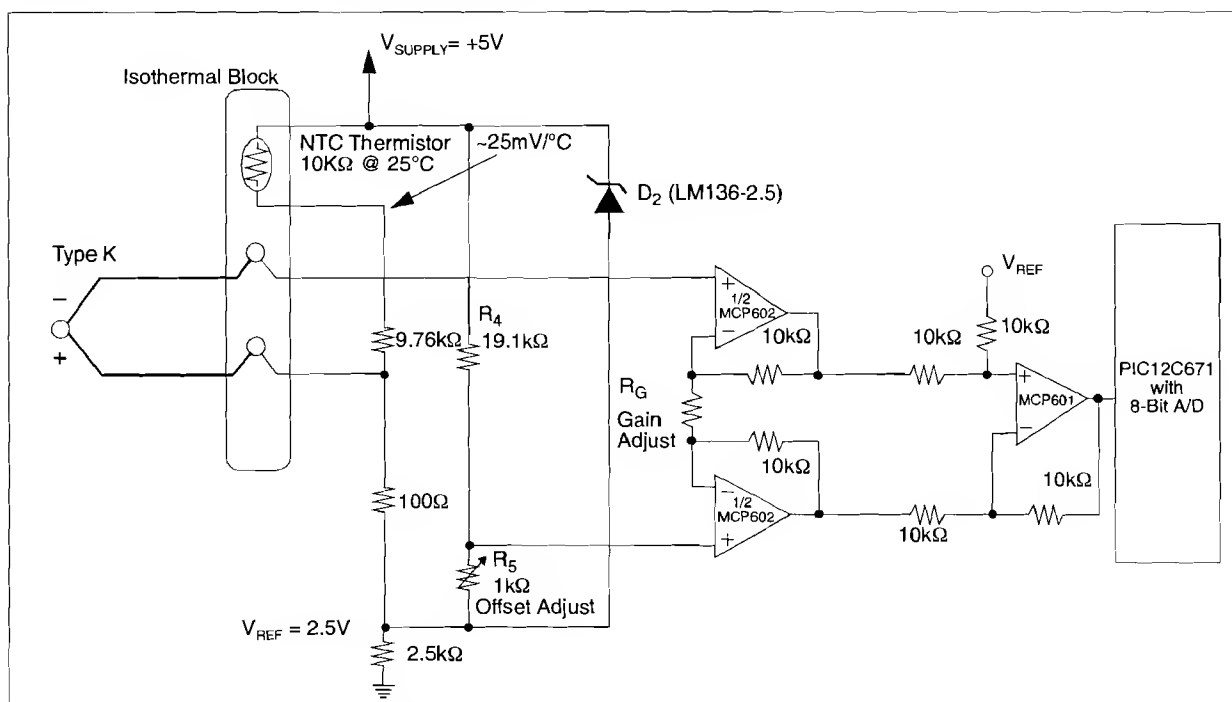 V_SUPPLY= +5V
Isothermal Block
NTC Thermistor
10KΩ @ 25°C
~25mV/°C
D₂ (LM136-2.5)
Type K
−
+
9.76kΩ
R₄
19.1kΩ
100Ω
R₅
1kΩ
Offset Adjust
V_REF = 2.5V
2.5kΩ
+
1/2
MCP602
−
10kΩ
R_G
Gain
Adjust
10kΩ
−
1/2
MCP602
+
V_REF
10kΩ
10kΩ
+
MCP601
−
10kΩ
10kΩ
PIC12C671
with
8-Bit A/D